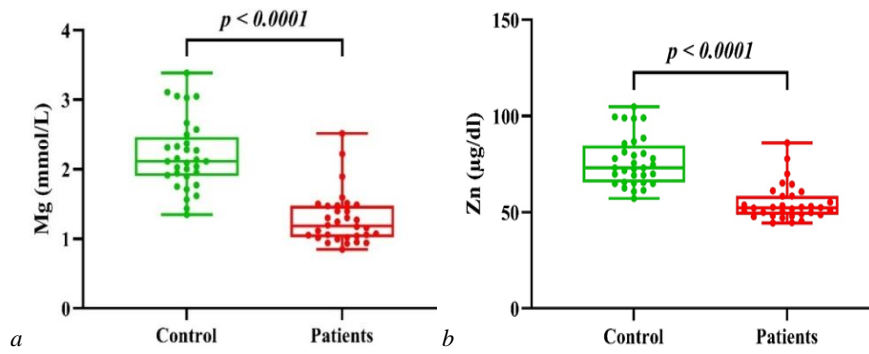 p < 0.0001
4
3
2
1
0
Mg (mmol/L)
Control
Patients
a
p < 0.0001
150
100
50
0
Zn (µg/dl)
Control
Patients
b